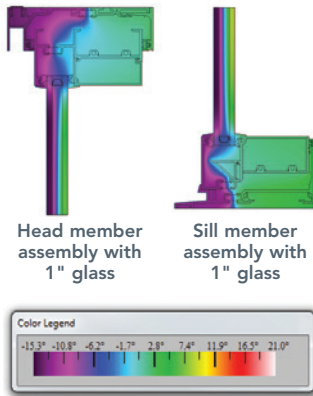 Head member
assembly with
1" glass
Sill member
assembly with
1" glass
Color Legend
-15.3° -10.8° -6.2° -1.7° 2.8° 7.4° 11.9° 16.5° 21.0°